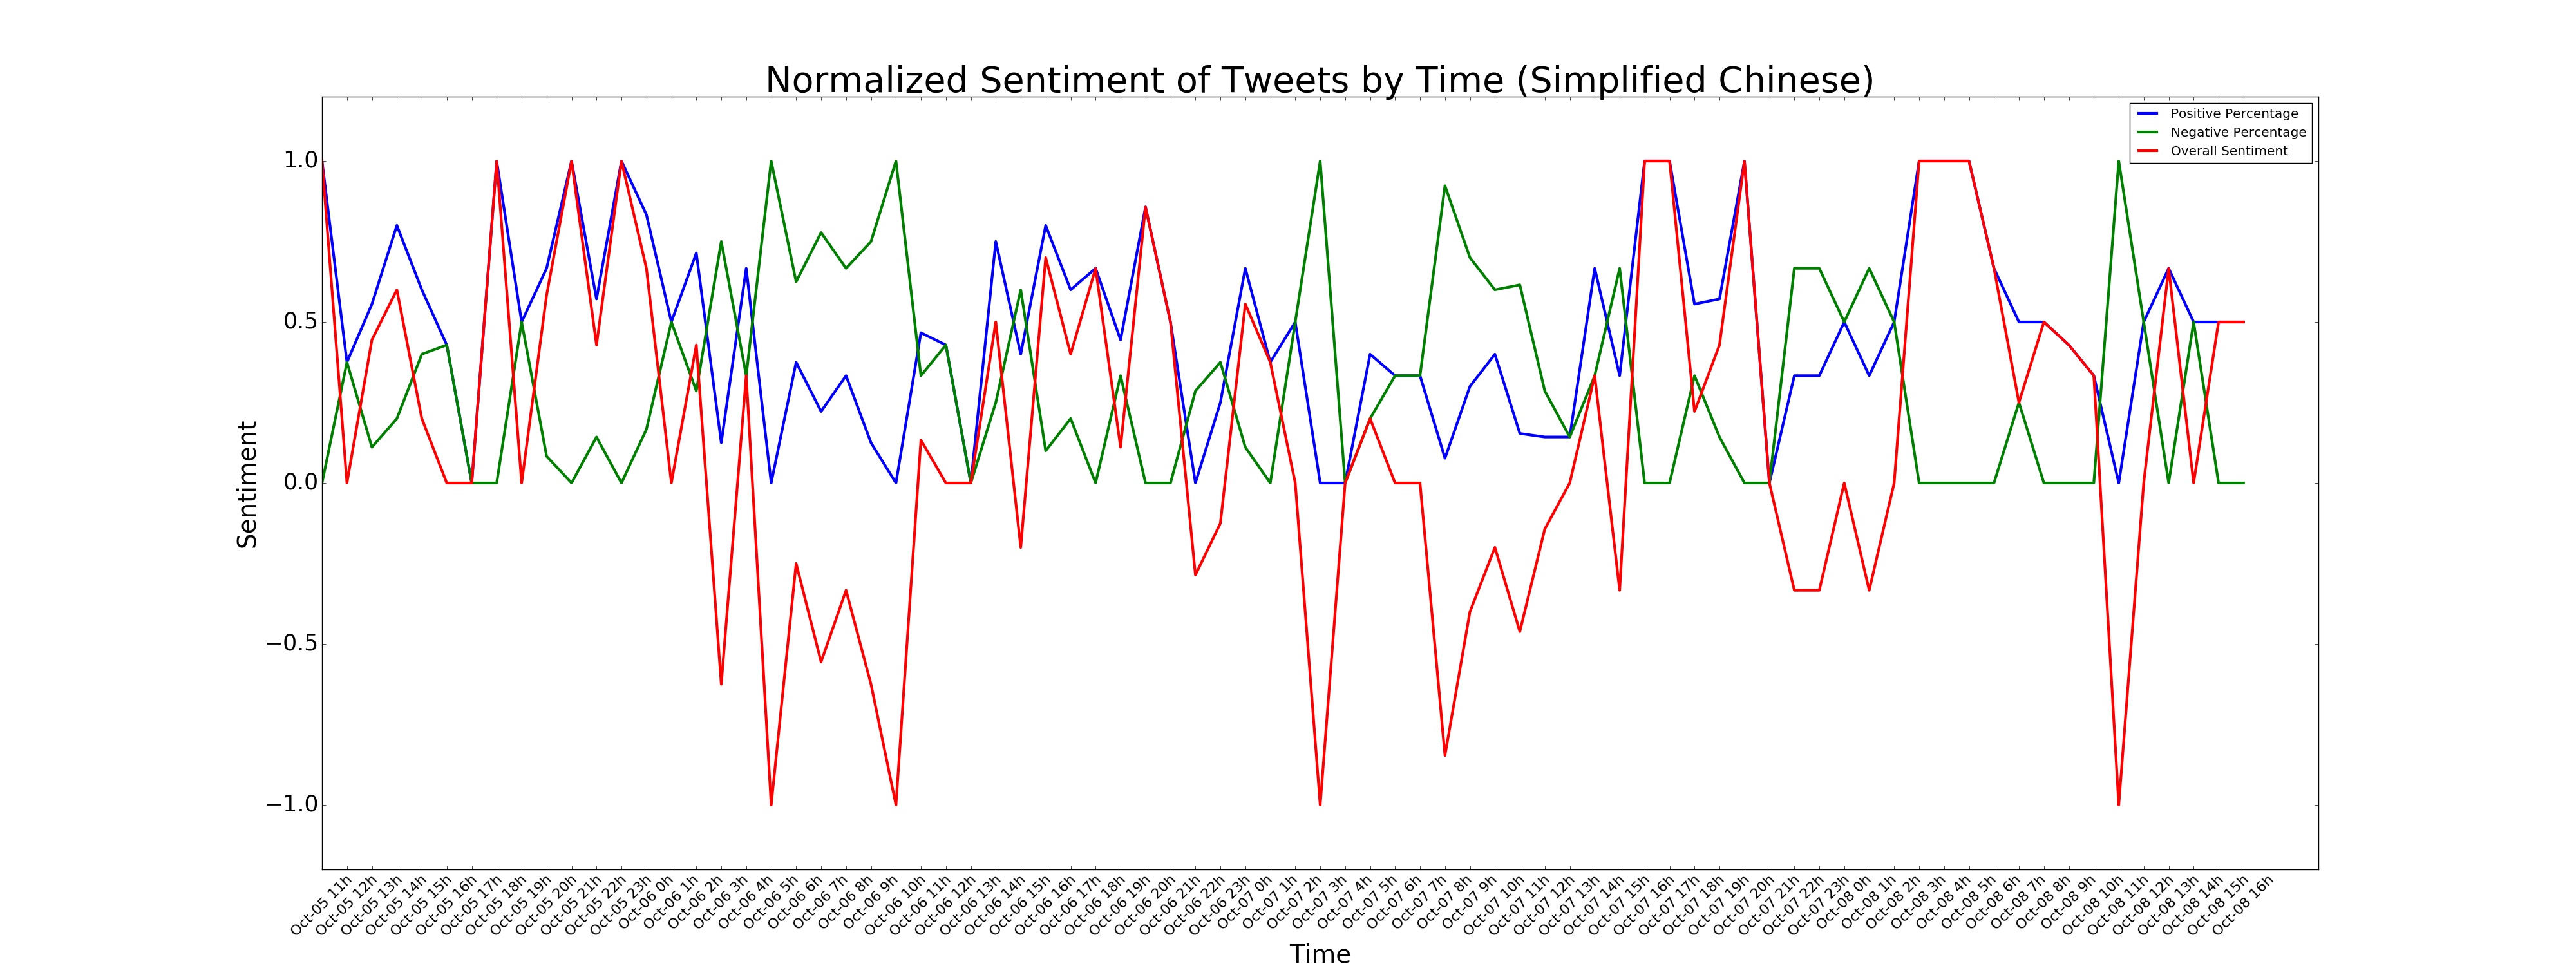 Normalized Sentiment of Tweets by Time (Simplified Chinese)
Positive Percentage
Negative Percentage
Overall Sentiment
1.0
0.5
0.0
−0.5
−1.0
Sentiment
Oct-05 11h
Oct-05 12h
Oct-05 13h
Oct-05 14h
Oct-05 15h
Oct-05 16h
Oct-05 17h
Oct-05 18h
Oct-05 19h
Oct-05 20h
Oct-05 21h
Oct-05 22h
Oct-05 23h
Oct-06 0h
Oct-06 1h
Oct-06 2h
Oct-06 3h
Oct-06 4h
Oct-06 5h
Oct-06 6h
Oct-06 7h
Oct-06 8h
Oct-06 9h
Oct-06 10h
Oct-06 11h
Oct-06 12h
Oct-06 13h
Oct-06 14h
Oct-06 15h
Oct-06 16h
Oct-06 17h
Oct-06 18h
Oct-06 19h
Oct-06 20h
Oct-06 21h
Oct-06 22h
Oct-06 23h
Oct-07 0h
Oct-07 1h
Oct-07 2h
Oct-07 3h
Oct-07 4h
Oct-07 5h
Oct-07 6h
Oct-07 7h
Oct-07 8h
Oct-07 9h
Oct-07 10h
Oct-07 11h
Oct-07 12h
Oct-07 13h
Oct-07 14h
Oct-07 15h
Oct-07 16h
Oct-07 17h
Oct-07 18h
Oct-07 19h
Oct-07 20h
Oct-07 21h
Oct-07 22h
Oct-07 23h
Oct-08 0h
Oct-08 1h
Oct-08 2h
Oct-08 3h
Oct-08 4h
Oct-08 5h
Oct-08 6h
Oct-08 7h
Oct-08 8h
Oct-08 9h
Oct-08 10h
Oct-08 11h
Oct-08 12h
Oct-08 13h
Oct-08 14h
Oct-08 15h
Oct-08 16h
Time